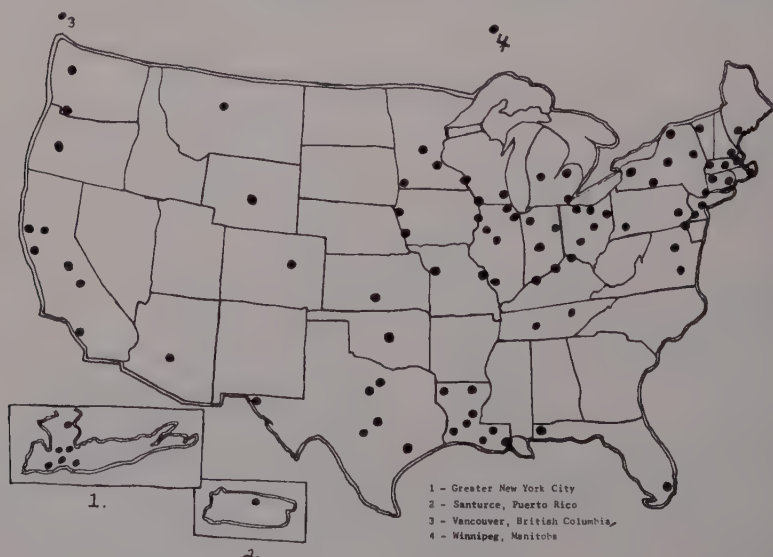 3
4
1.
1 - Greater New York City
2 - Santurce, Puerto Rico
3 - Vancouver, British Columbia
4 - Winnipeg, Manitoba
2.